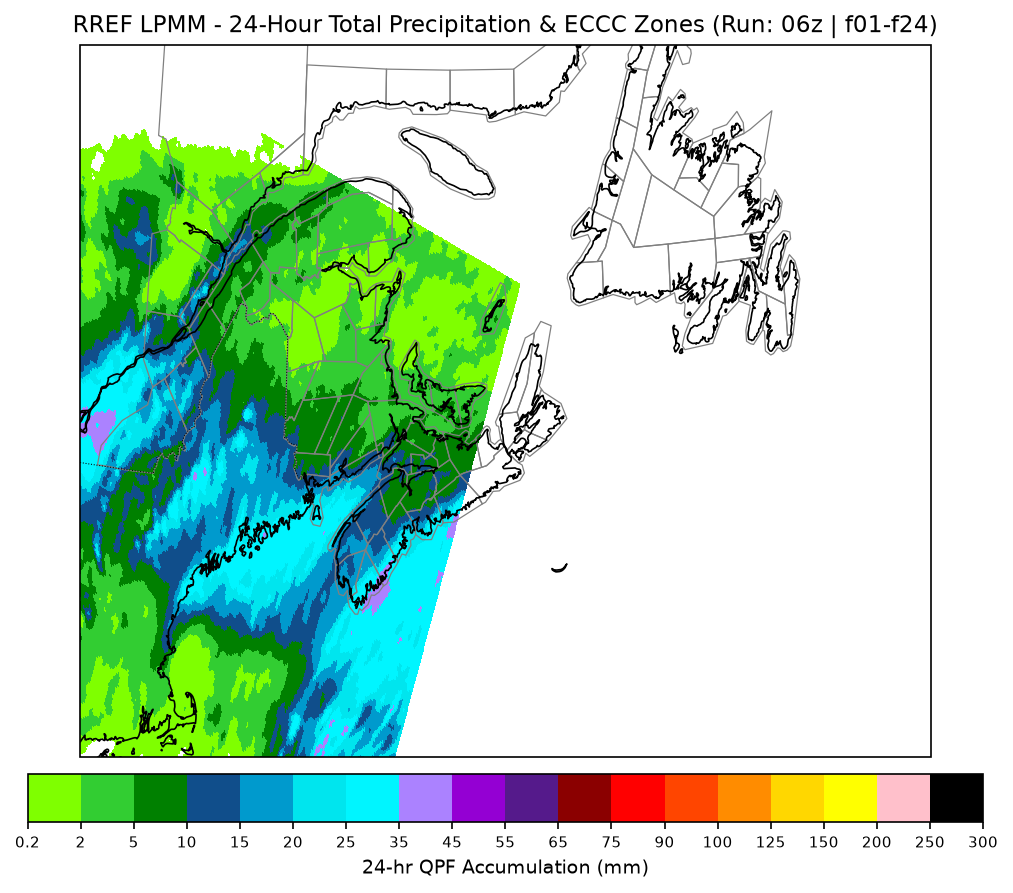 RREF LPMM - 24-Hour Total Precipitation & ECCC Zones (Run: 06z | f01-f24)
0.2 2 5 10 15 20 25 35 45 55 65 75 90 100 125 150 200 250 300
24-hr QPF Accumulation (mm)